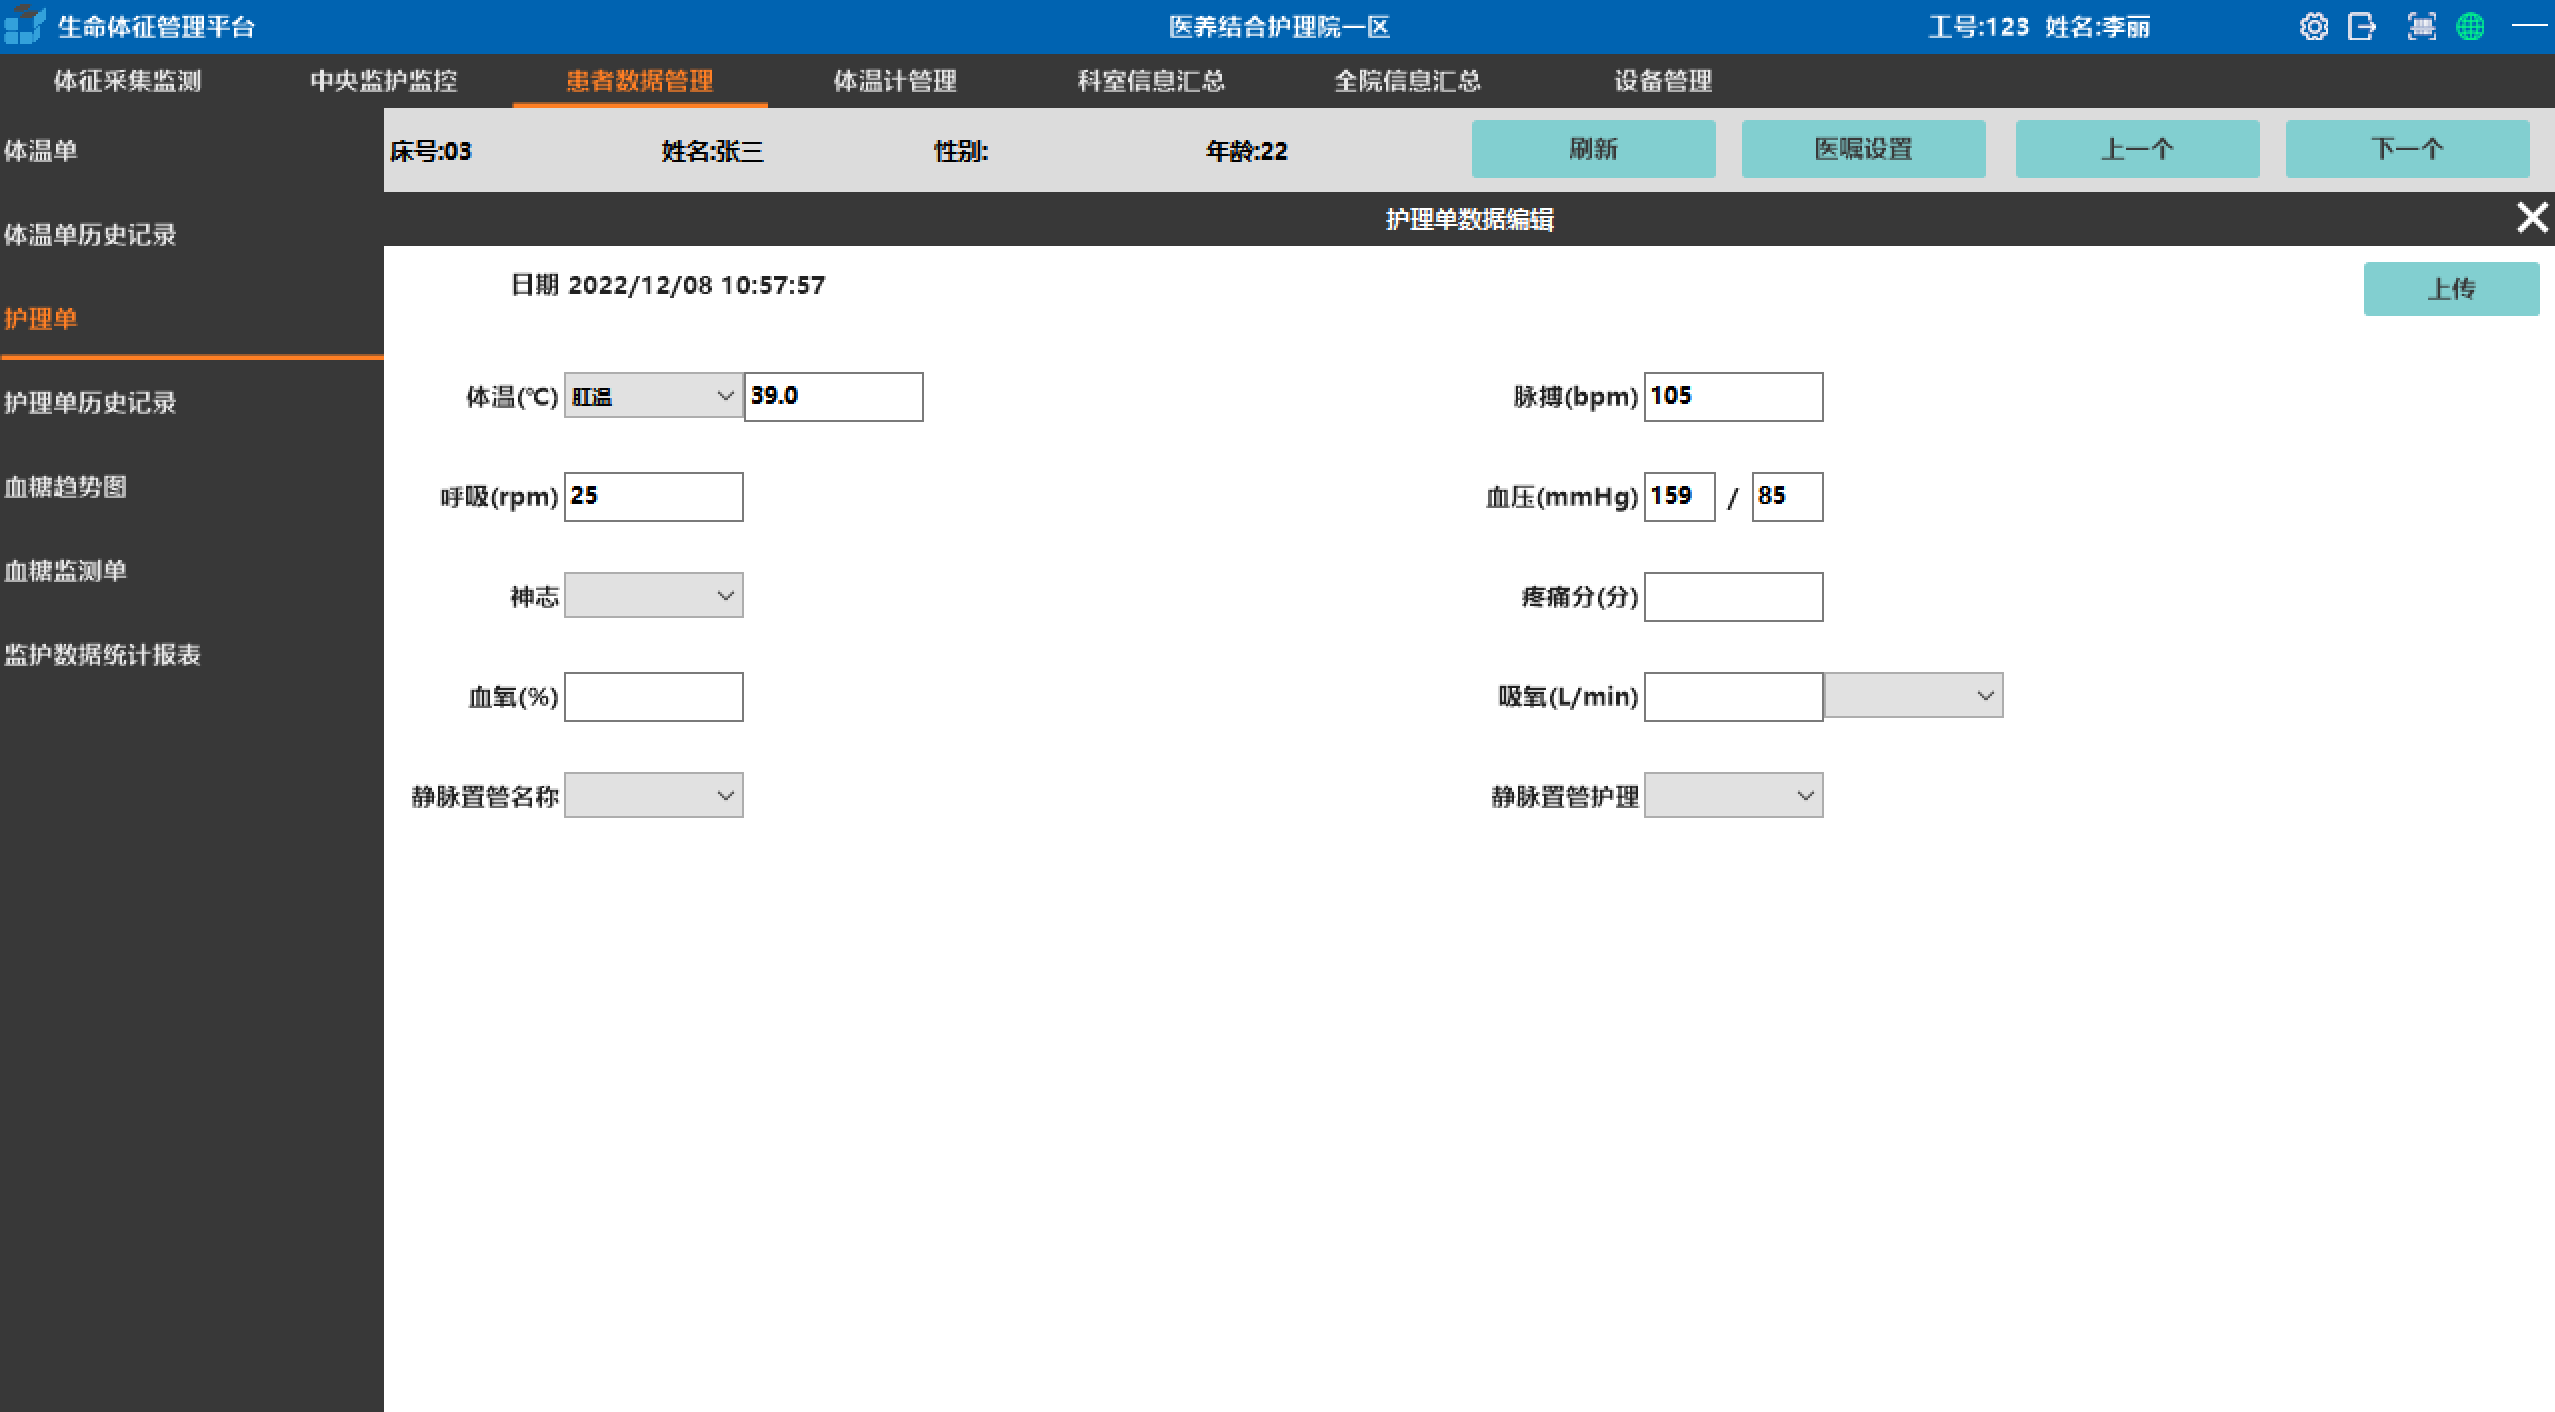 生命体征管理平台
医养结合护理院一区
工号:123 姓名:李丽
体征采集监测 中央监护监控 患者数据管理 体温计管理 科室信息汇总 全院信息汇总 设备管理
体温单
体温单历史记录
护理单
护理单历史记录
血糖趋势图
血糖监测单
监护数据统计报表
床号:03 姓名:张三 性别: 年龄:22 刷新 医嘱设置 上一个 下一个
护理单数据编辑
日期 2022/12/08 10:57:57 上传
体温(℃) 肛温 39.0 脉搏(bpm) 105
呼吸(rpm) 25 血压(mmHg) 159 / 85
神志 疼痛分(分)
血氧(%) 吸氧(L/min)
静脉置管名称 静脉置管护理